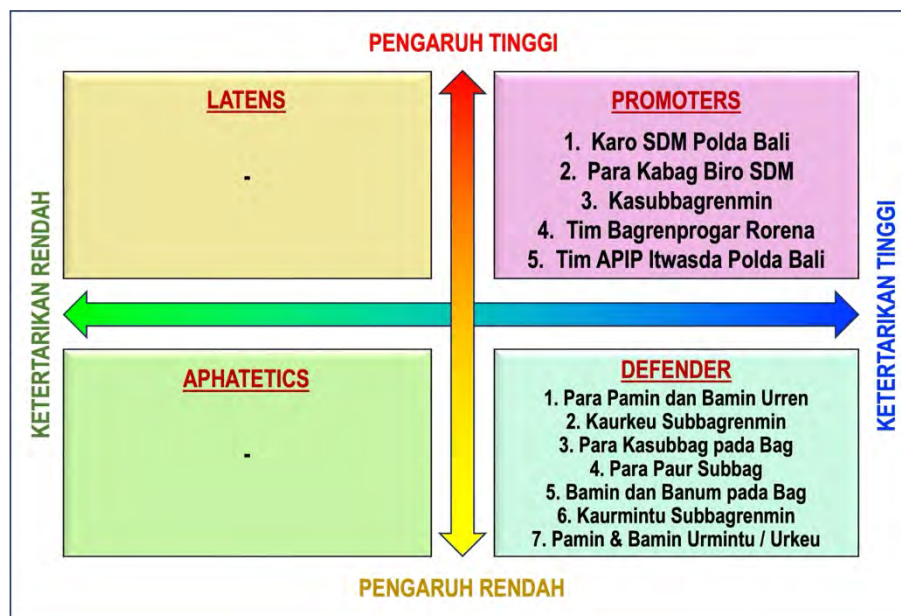 PENGARUH TINGGI
LATENS
-
PROMOTERS
1. Karo SDM Polda Bali
2. Para Kabag Biro SDM
3. Kasubbagrenmin
4. Tim Bagrenprogar Rorena
5. Tim APIP Itwasda Polda Bali
KETERTARIKAN RENDAH
KETERTARIKAN TINGGI
APHATETICS
-
DEFENDER
1. Para Pamin dan Bamin Urren
2. Kaurkeu Subbagrenmin
3. Para Kasubbag pada Bag
4. Para Paur Subbag
5. Bamin dan Banum pada Bag
6. Kaurmintu Subbagrenmin
7. Pamin & Bamin Urmintu / Urkeu
PENGARUH RENDAH